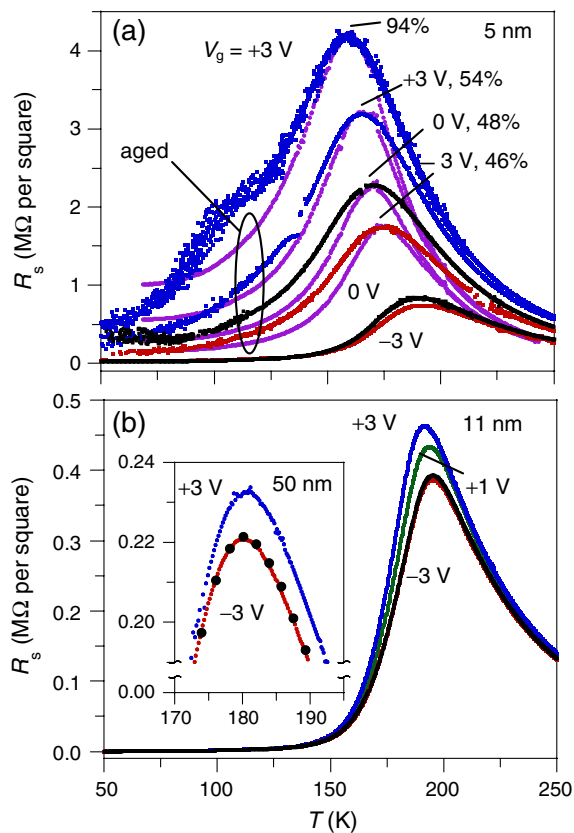 (a)
94%
5 nm
V_g = +3 V
+3 V, 54%
0 V, 48%
− 3 V, 46%
aged
0 V
−3 V
4
3
2
1
0
R_s (MΩ per square)
(b)
+3 V
11 nm
+1 V
−3 V
0.5
0.4
0.3
0.2
0.1
0.0
R_s (MΩ per square)
50 nm
+3 V
−3 V
0.24
0.22
0.20
0.00
170 180 190
50 100 150 200 250
T (K)